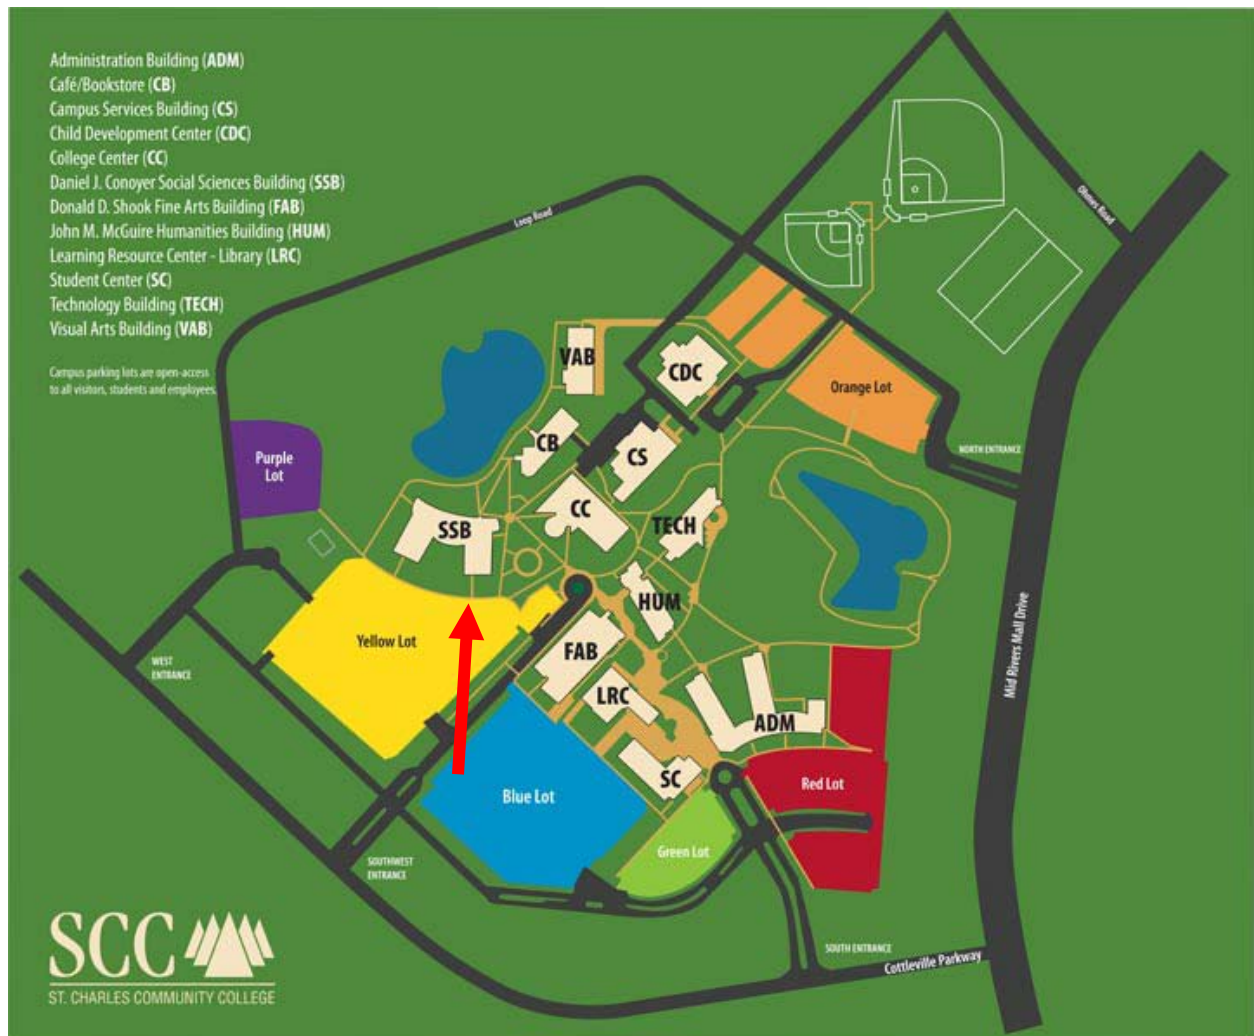 Administration Building (ADM)
Café/Bookstore (CB)
Campus Services Building (CS)
Child Development Center (CDC)
College Center (CC)
Daniel J. Conoyer Social Sciences Building (SSB)
Donald D. Shook Fine Arts Building (FAB)
John M. McGuire Humanities Building (HUM)
Learning Resource Center - Library (LRC)
Student Center (SC)
Technology Building (TECH)
Visual Arts Building (VAB)
Campus parking lots are open-access
to all visitors, students and employees.
Loop Road
Ohmes Road
VAB
CDC
Orange Lot
CB
CS
NORTH ENTRANCE
Purple
Lot
CC
SSB
TECH
HUM
Yellow Lot
FAB
Mid Rivers Mall Drive
WEST
ENTRANCE
LRC
ADM
SC
Red Lot
Blue Lot
Green Lot
SOUTHWEST
ENTRANCE
SOUTH ENTRANCE
Cottleville Parkway
SCC
ST. CHARLES COMMUNITY COLLEGE